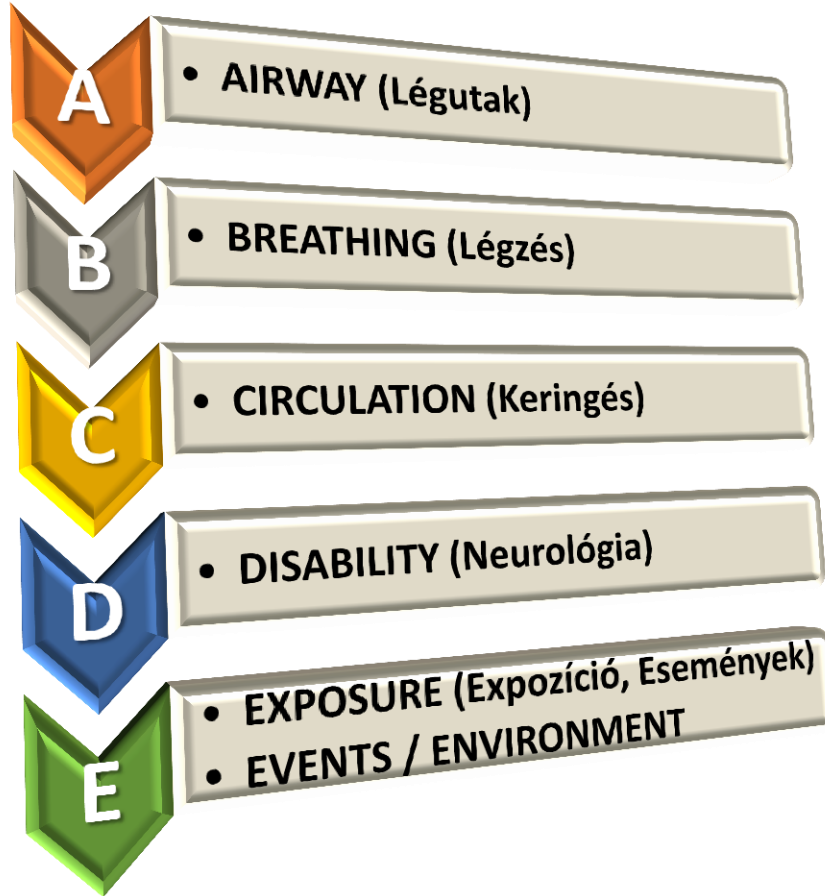 A
• AIRWAY (Légutak)
B
• BREATHING (Légzés)
C
• CIRCULATION (Keringés)
D
• DISABILITY (Neurológia)
E
• EXPOSURE (Expozíció, Események)
• EVENTS / ENVIRONMENT